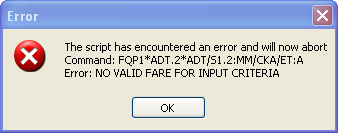 Error
The script has encountered an error and will now abort
Command: FQP1*ADT.2*ADT/S1.2:MM/CKA/ET:A
Error: NO VALID FARE FOR INPUT CRITERIA
OK